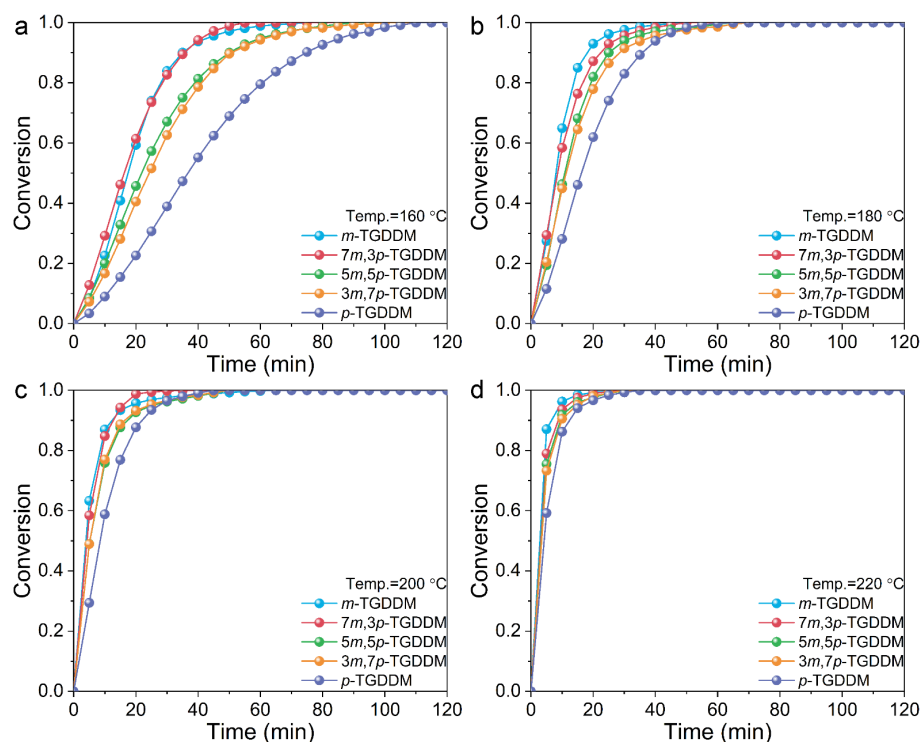 a
1.0
0.8
0.6
0.4
0.2
0.0
Conversion
Temp.=160 °C
m-TGDDM
7m,3p-TGDDM
5m,5p-TGDDM
3m,7p-TGDDM
p-TGDDM
0 20 40 60 80 100 120
Time (min)
b
1.0
0.8
0.6
0.4
0.2
0.0
Conversion
Temp.=180 °C
m-TGDDM
7m,3p-TGDDM
5m,5p-TGDDM
3m,7p-TGDDM
p-TGDDM
0 20 40 60 80 100 120
Time (min)
c
1.0
0.8
0.6
0.4
0.2
0.0
Conversion
Temp.=200 °C
m-TGDDM
7m,3p-TGDDM
5m,5p-TGDDM
3m,7p-TGDDM
p-TGDDM
0 20 40 60 80 100 120
Time (min)
d
1.0
0.8
0.6
0.4
0.2
0.0
Conversion
Temp.=220 °C
m-TGDDM
7m,3p-TGDDM
5m,5p-TGDDM
3m,7p-TGDDM
p-TGDDM
0 20 40 60 80 100 120
Time (min)